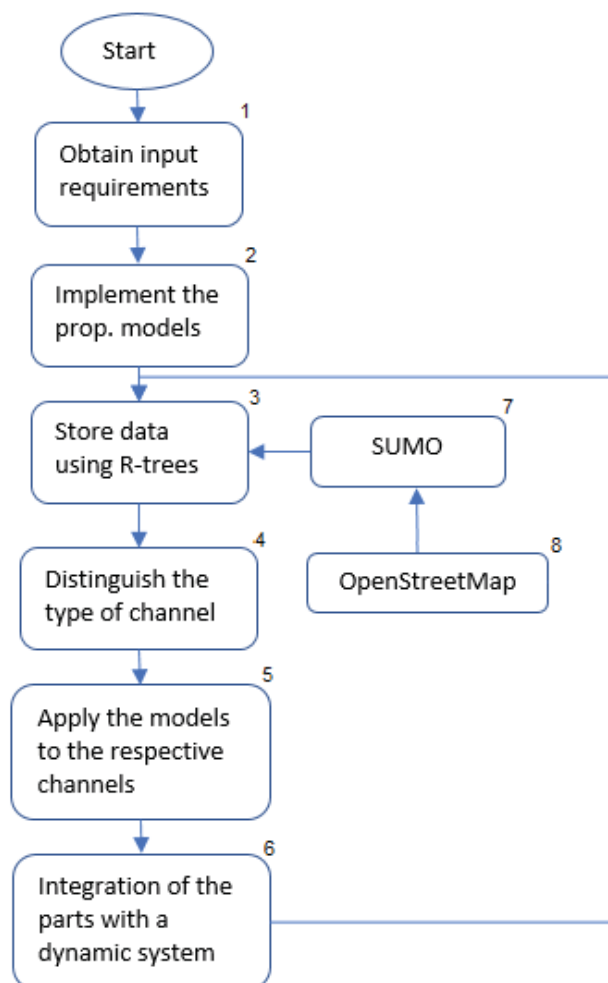 Start
1
Obtain input
requirements
2
Implement the
prop. models
3
Store data
using R-trees
7
SUMO
4
Distinguish the
type of channel
8
OpenStreetMap
5
Apply the models
to the respective
channels
6
Integration of the
parts with a
dynamic system